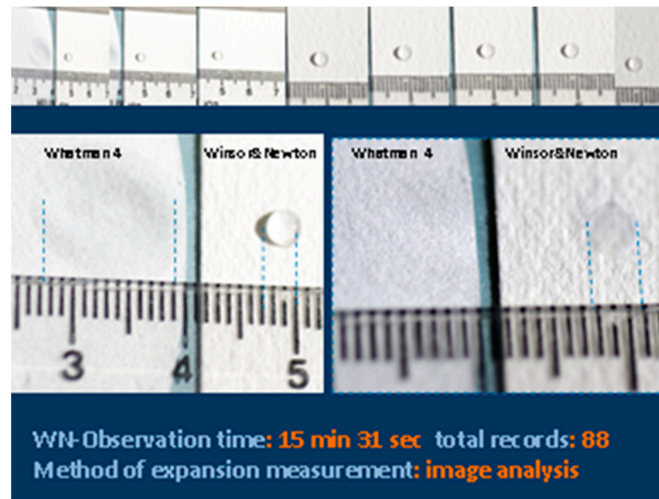 Whatman 4
Winsor&Newton
Whatman 4
Winsor&Newton
3 4 5
WN-Observation time: 15 min 31 sec total records: 88
Method of expansion measurement: image analysis